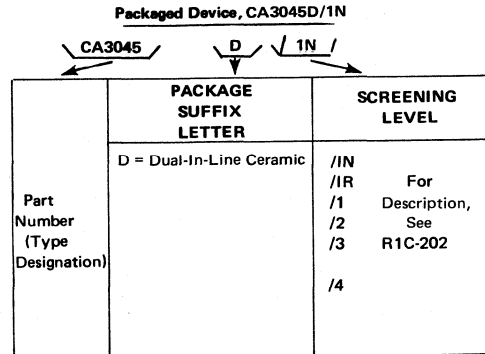 Packaged Device, CA3045D/1N
CA3045 D / 1N /
PACKAGE
SUFFIX
LETTER
SCREENING
LEVEL
Part
Number
(Type
Designation)
D = Dual-In-Line Ceramic
/IN
/IR For
/1 Description,
/2 See
/3 R1C-202
/4